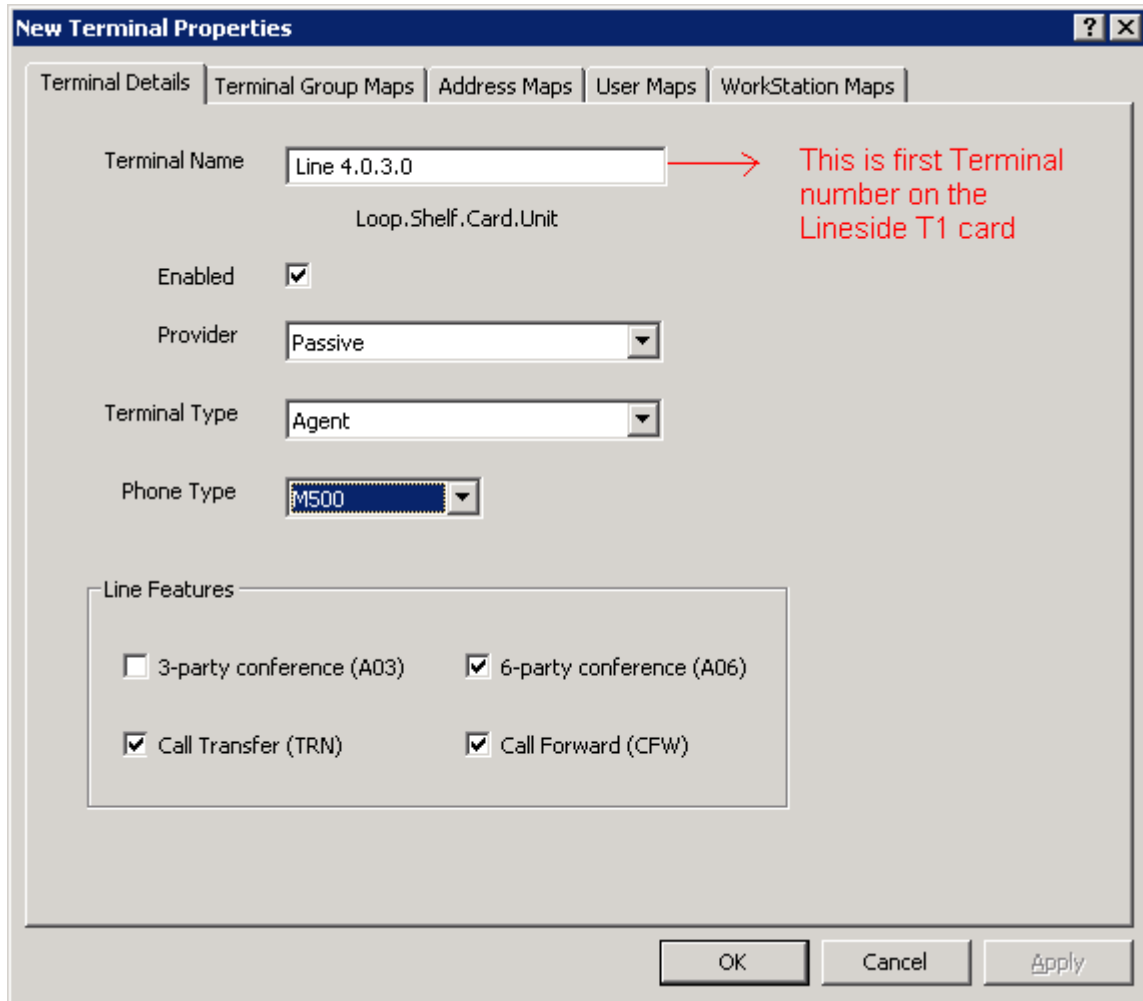 New Terminal Properties
Terminal Details
Terminal Group Maps
Address Maps
User Maps
WorkStation Maps
Terminal Name
Line 4.0.3.0
This is first Terminal
number on the
Lineside T1 card
Loop.Shelf.Card.Unit
Enabled
Provider
Passive
Terminal Type
Agent
Phone Type
M500
Line Features
3-party conference (A03)
6-party conference (A06)
Call Transfer (TRN)
Call Forward (CFW)
OK
Cancel
Apply